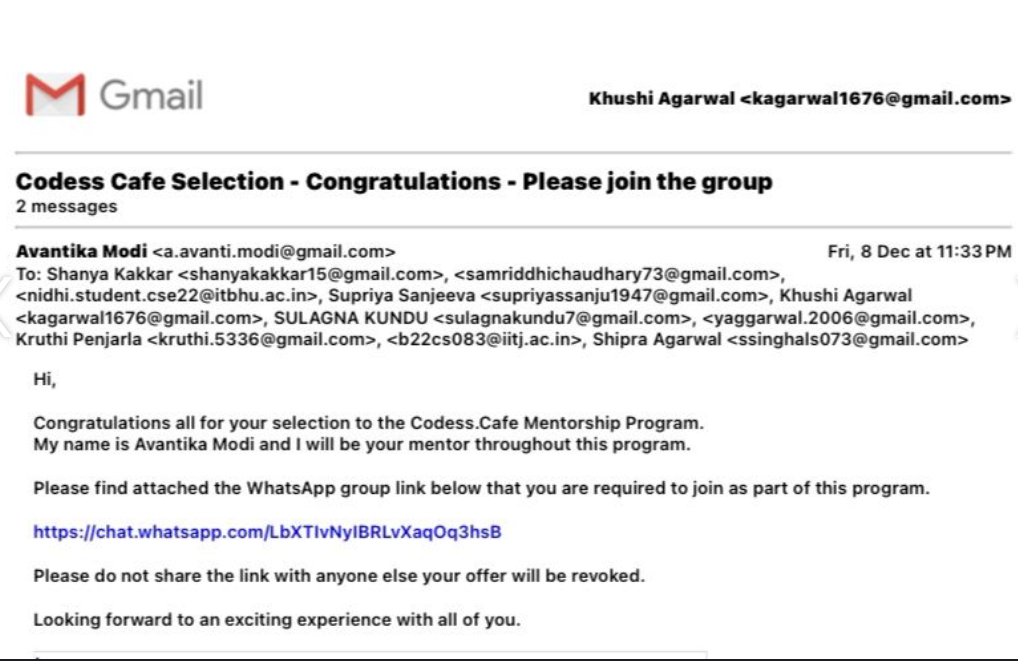 Gmail
Khushi Agarwal <kagarwal1676@gmail.com>
Codess Cafe Selection - Congratulations - Please join the group
2 messages
Avantika Modi <a.avanti.modi@gmail.com>
Fri, 8 Dec at 11:33 PM
To: Shanya Kakkar <shanyakakkar15@gmail.com>, <samriddhichaudhary73@gmail.com>,
<nidhi.student.cse22@itbhu.ac.in>, Supriya Sanjeeva <supriyassanju1947@gmail.com>, Khushi Agarwal
<kagarwal1676@gmail.com>, SULAGNA KUNDU <sulagnakundu7@gmail.com>, <yaggarwal.2006@gmail.com>,
Kruthi Penjarla <kruthi.5336@gmail.com>, <b22cs083@iitj.ac.in>, Shipra Agarwal <ssinghals073@gmail.com>
Hi,
Congratulations all for your selection to the Codess.Cafe Mentorship Program.
My name is Avantika Modi and I will be your mentor throughout this program.
Please find attached the WhatsApp group link below that you are required to join as part of this program.
https://chat.whatsapp.com/LbXTIvNyIBRLvXaqOq3hsB
Please do not share the link with anyone else your offer will be revoked.
Looking forward to an exciting experience with all of you.